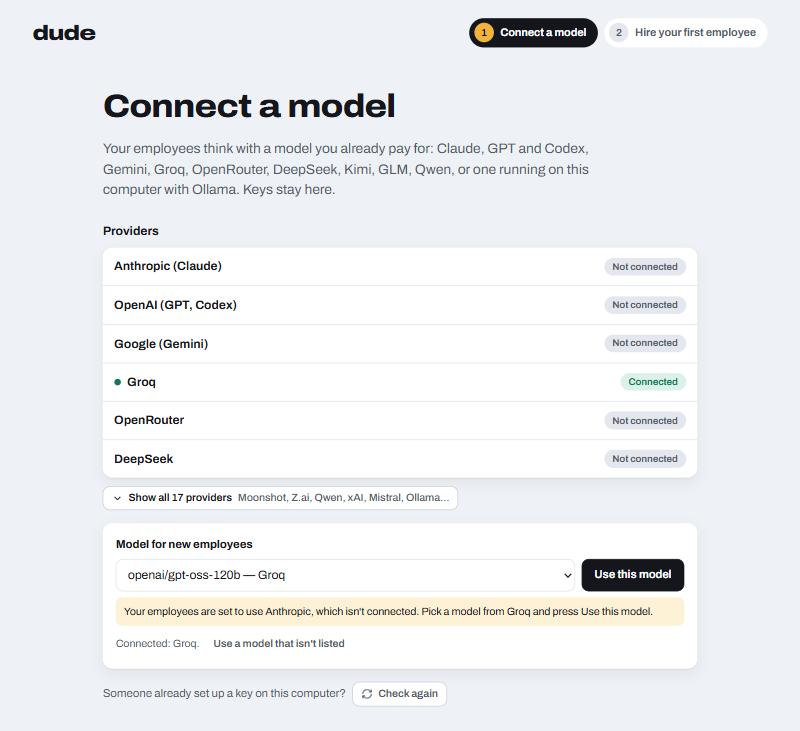 dude
1 Connect a model
2 Hire your first employee
Connect a model
Your employees think with a model you already pay for: Claude, GPT and Codex,
Gemini, Groq, OpenRouter, DeepSeek, Kimi, GLM, Qwen, or one running on this
computer with Ollama. Keys stay here.
Providers
Anthropic (Claude) Not connected
OpenAI (GPT, Codex) Not connected
Google (Gemini) Not connected
Groq Connected
OpenRouter Not connected
DeepSeek Not connected
Show all 17 providers Moonshot, Z.ai, Qwen, xAI, Mistral, Ollama…
Model for new employees
openai/gpt-oss-120b — Groq Use this model
Your employees are set to use Anthropic, which isn't connected. Pick a model from Groq and press Use this model.
Connected: Groq. Use a model that isn't listed
Someone already set up a key on this computer? Check again